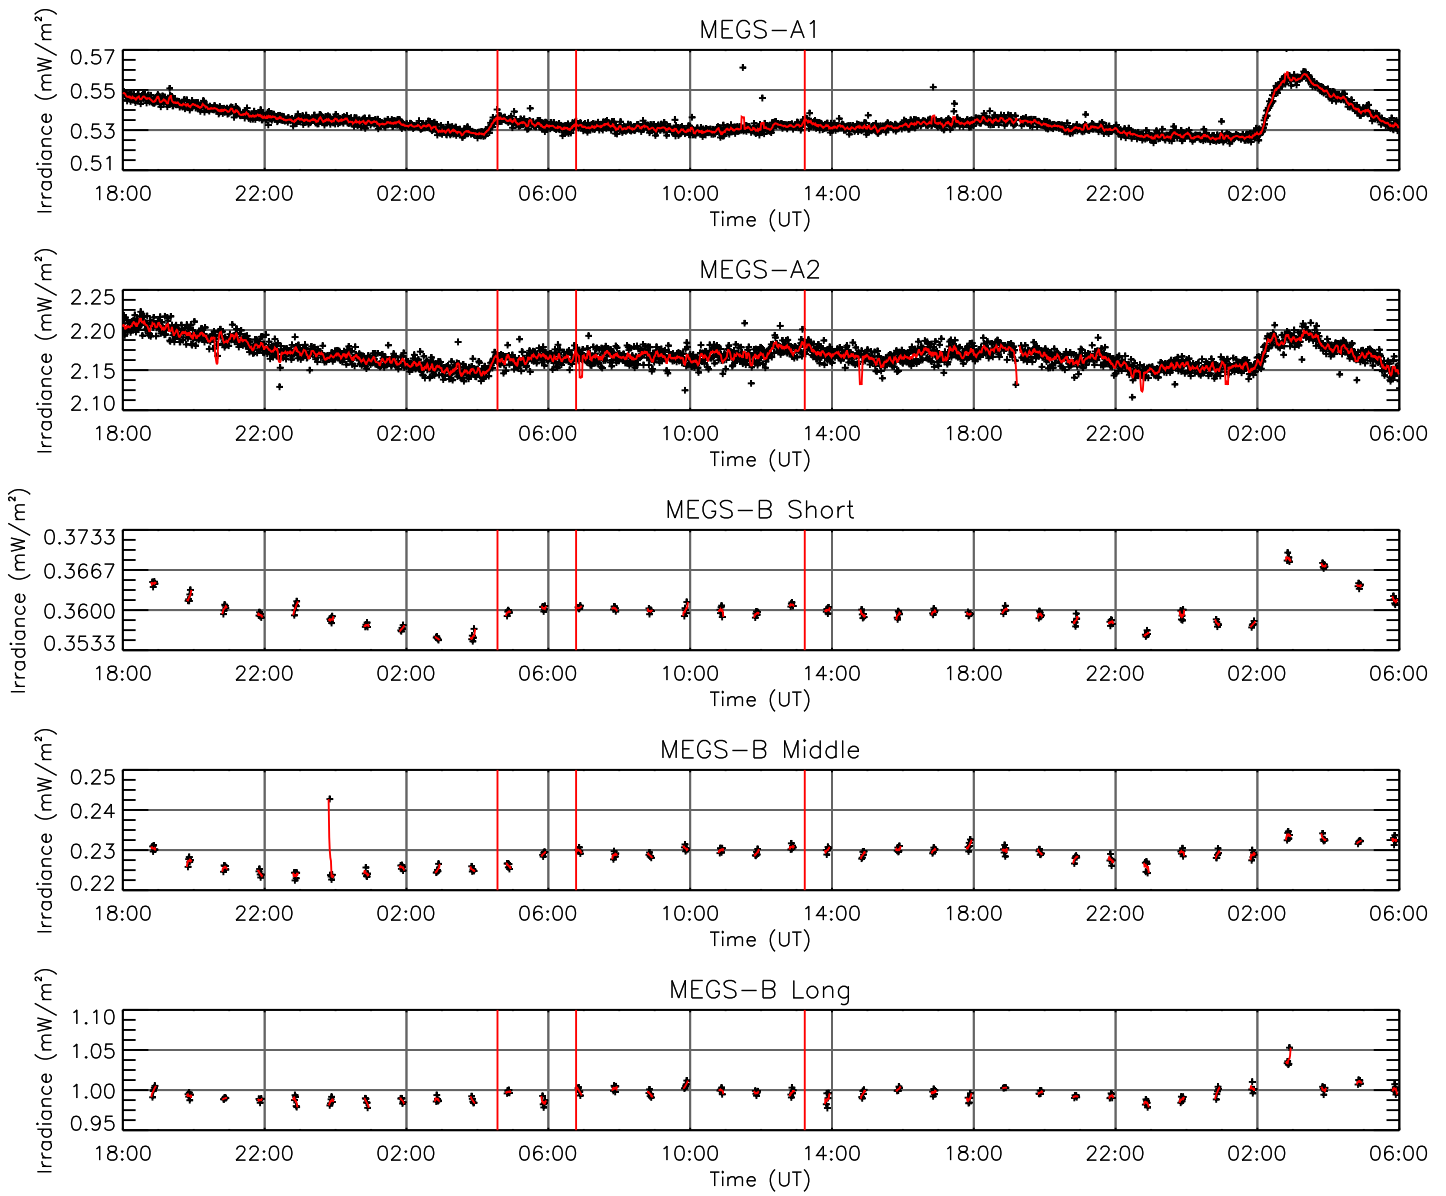 MEGS-A1
Irradiance (mW/m²)
0.57
0.55
0.53
0.51
18:00 22:00 02:00 06:00 10:00 14:00 18:00 22:00 02:00 06:00
Time (UT)
MEGS-A2
Irradiance (mW/m²)
2.25
2.20
2.15
2.10
18:00 22:00 02:00 06:00 10:00 14:00 18:00 22:00 02:00 06:00
Time (UT)
MEGS-B Short
Irradiance (mW/m²)
0.3733
0.3667
0.3600
0.3533
18:00 22:00 02:00 06:00 10:00 14:00 18:00 22:00 02:00 06:00
Time (UT)
MEGS-B Middle
Irradiance (mW/m²)
0.25
0.24
0.23
0.22
18:00 22:00 02:00 06:00 10:00 14:00 18:00 22:00 02:00 06:00
Time (UT)
MEGS-B Long
Irradiance (mW/m²)
1.10
1.05
1.00
0.95
18:00 22:00 02:00 06:00 10:00 14:00 18:00 22:00 02:00 06:00
Time (UT)